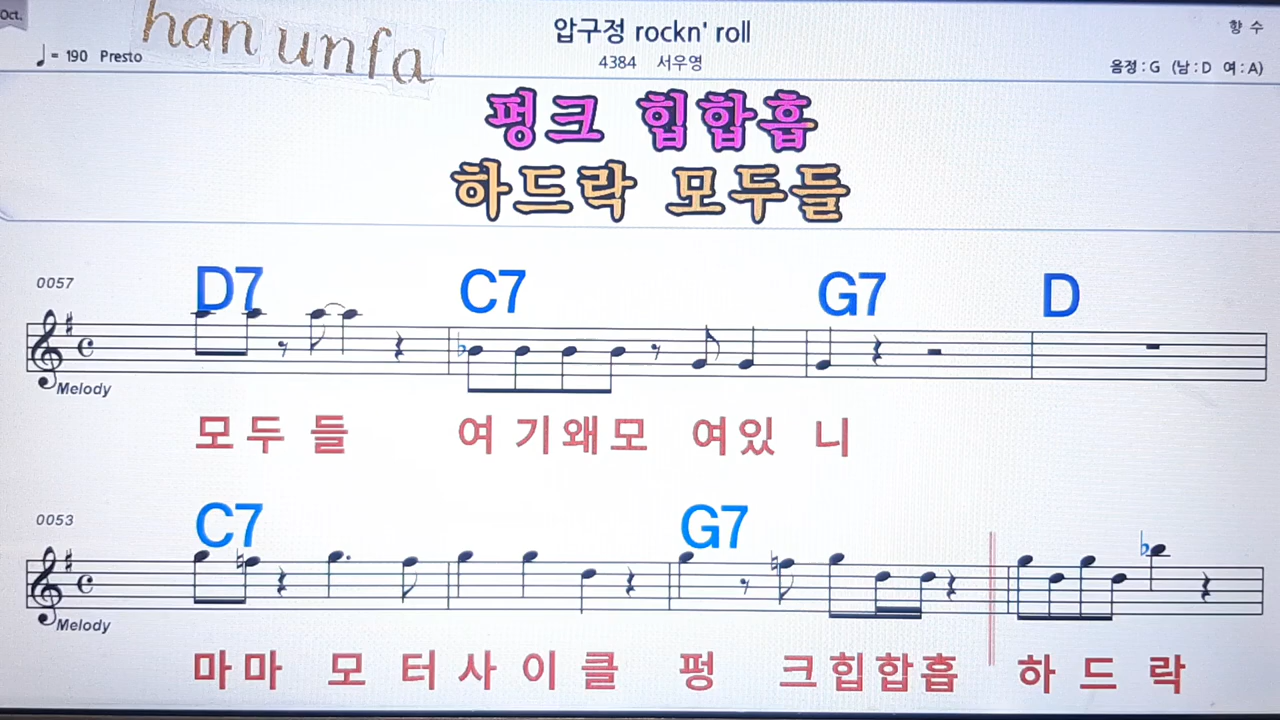 Oct.
han unfa
압구정 rockn' roll
향 수
♩= 190 Presto
4384 서우영
음정 : G (남 : D 여 : A)
펑크 힙합흡
하드락 모두들
0057
D7 C7 G7 D
Melody
모 두 들 여 기 왜 모 여 있 니
0053
C7 G7
Melody
마 마 모 터 사 이 클 펑 크 힙 합 흡 하 드 락